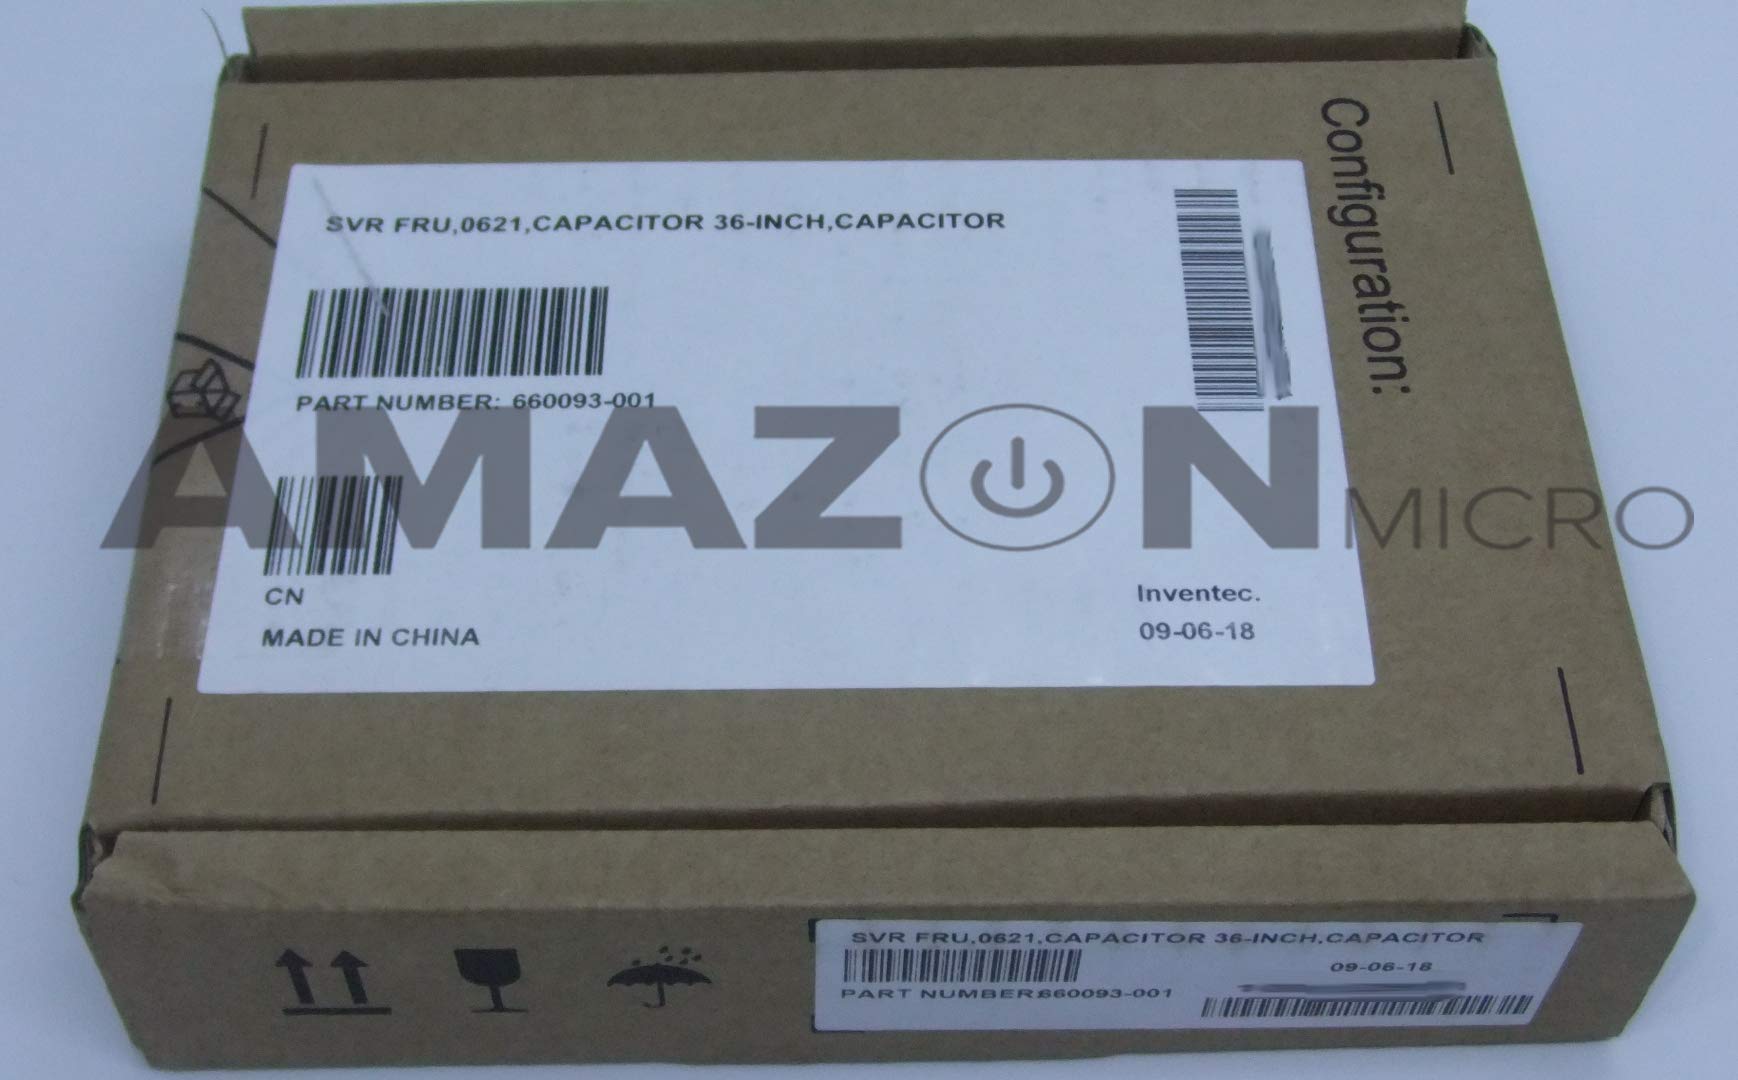 Configuration:
SVR FRU,0621,CAPACITOR 36-INCH,CAPACITOR
PART NUMBER: 660093-001
AMAZON MICRO
CN
MADE IN CHINA
Inventec.
09-06-18
SVR FRU,0621,CAPACITOR 36-INCH,CAPACITOR
09-06-18
PART NUMBER:660093-001